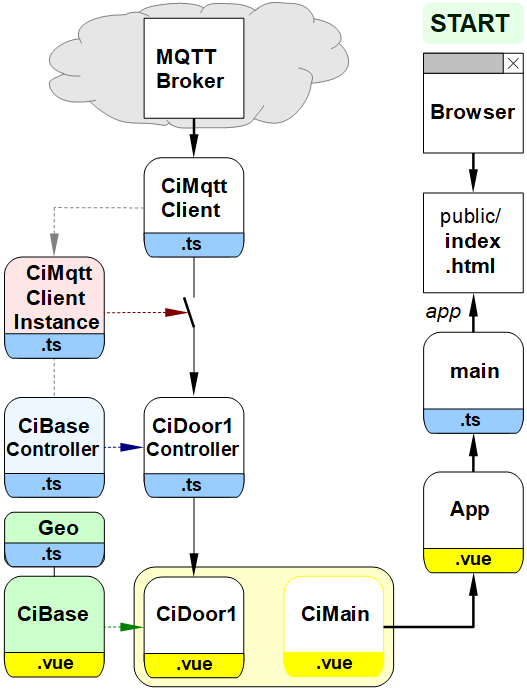 START
MQTT
Broker
Browser
CiMqtt
Client
.ts
public/
index
.html
CiMqtt
Client
Instance
.ts
app
main
.ts
CiBase
Controller
.ts
CiDoor1
Controller
.ts
App
.vue
Geo
.ts
CiBase
.vue
CiDoor1
.vue
CiMain
.vue